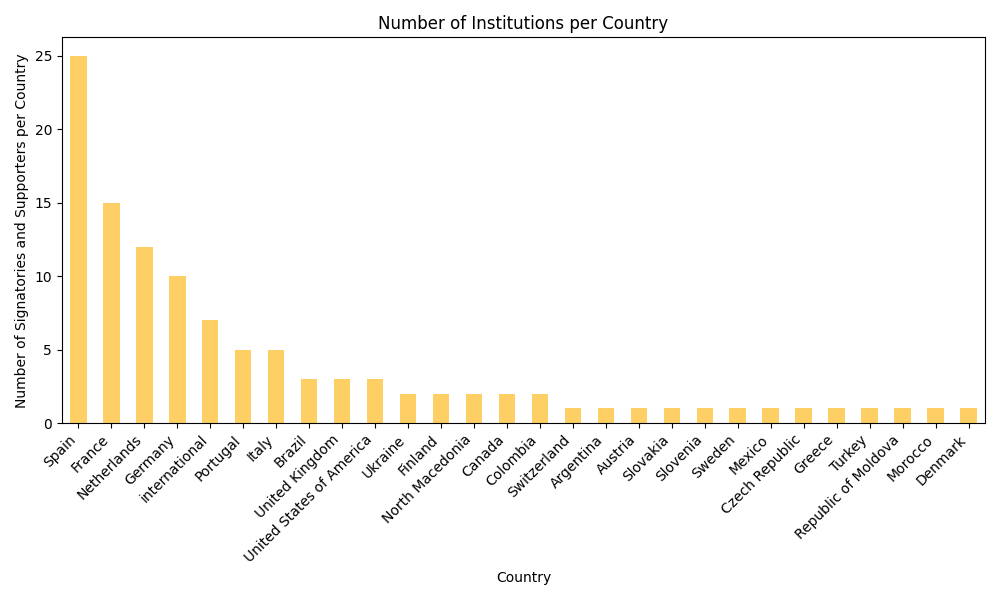 Number of Institutions per Country
Number of Signatories and Supporters per Country
25
20
15
10
5
0
Spain
France
Netherlands
Germany
international
Portugal
Italy
Brazil
United Kingdom
United States of America
Ukraine
Finland
North Macedonia
Canada
Colombia
Switzerland
Argentina
Austria
Slovakia
Slovenia
Sweden
Mexico
Czech Republic
Greece
Turkey
Republic of Moldova
Morocco
Denmark
Country